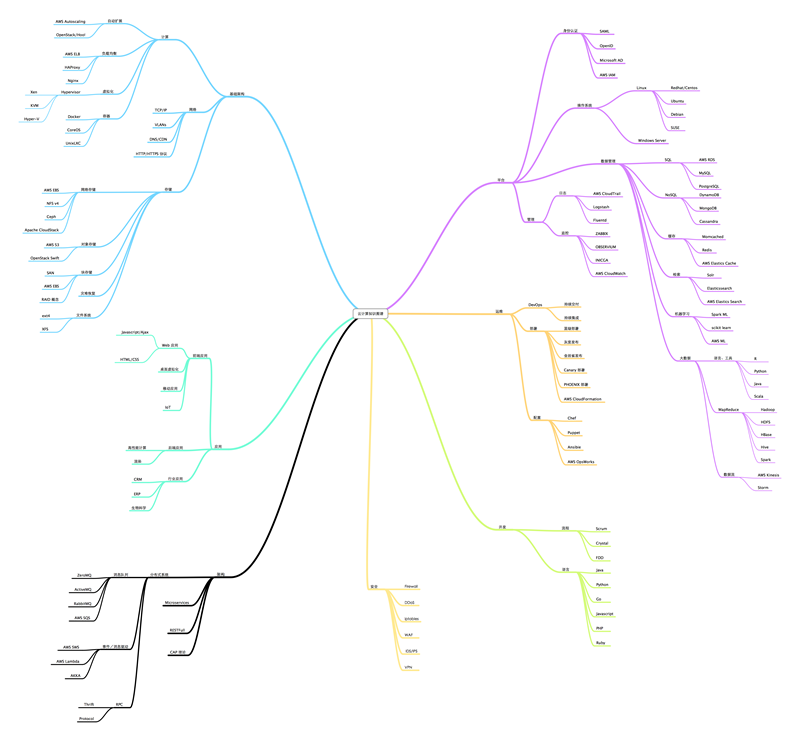 云计算知识图谱
基础架构
计算
自动扩展
AWS Autoscaling
OpenStack/Host
负载均衡
AWS ELB
HAProxy
Nginx
虚拟化
Hypervisor
Xen
KVM
Hyper-V
容器
Docker
CoreOS
Unix/LXC
网络
TCP/IP
VLANs
DNS/CDN
HTTP/HTTPS 协议
存储
网络存储
AWS EBS
NFS v4
Ceph
Apache CloudStack
对象存储
AWS S3
OpenStack Swift
块存储
SAN
AWS EBS
RAID 概念
灾难恢复
文件系统
ext4
XFS
应用
前端应用
Web 应用
Javascript/Ajax
HTML/CSS
桌面虚拟化
移动应用
IoT
后端应用
高性能计算
行业应用
CRM
ERP
生物科学
架构
分布式系统
消息队列
ZeroMQ
ActiveMQ
RabbitMQ
AWS SQS
事件／消息驱动
AWS SWS
AWS Lambda
AKKA
RPC
Thrift
Protocol
Microservices
RESTFull
CAP 理论
平台
身份认证
SAML
OpenID
Microsoft AD
AWS IAM
操作系统
Linux
Redhat/Centos
Ubuntu
Debian
SUSE
Windows Server
数据管理
SQL
AWS RDS
MySQL
PostgreSQL
NoSQL
DynamoDB
MongoDB
Cassandra
缓存
Memcached
Redis
AWS Elastics Cache
检索
Solr
Elasticssearch
AWS Elastics Search
机器学习
Spark ML
scikit learn
AWS ML
大数据
语言、工具
R
Python
Java
Scala
MapReduce
Hadoop
HDFS
HBase
Hive
Spark
数据流
AWS Kinesis
Storm
管理
日志
AWS CloudTrail
Logstash
Fluentd
监控
ZABBIX
OBSERVIUM
INICGA
AWS CloudWatch
运维
DevOps
持续交付
持续集成
部署
蓝绿部署
灰度发布
Canary 部署
PHOENIX 部署
AWS CloudFormation
配置
Chef
Puppet
Ansible
AWS OpsWorks
开发
流程
Scrum
Crystal
FDD
语言
Java
Python
Go
Javascript
PHP
Ruby
安全
Firewall
DDoS
iptables
WAF
IDS/IPS
VPN